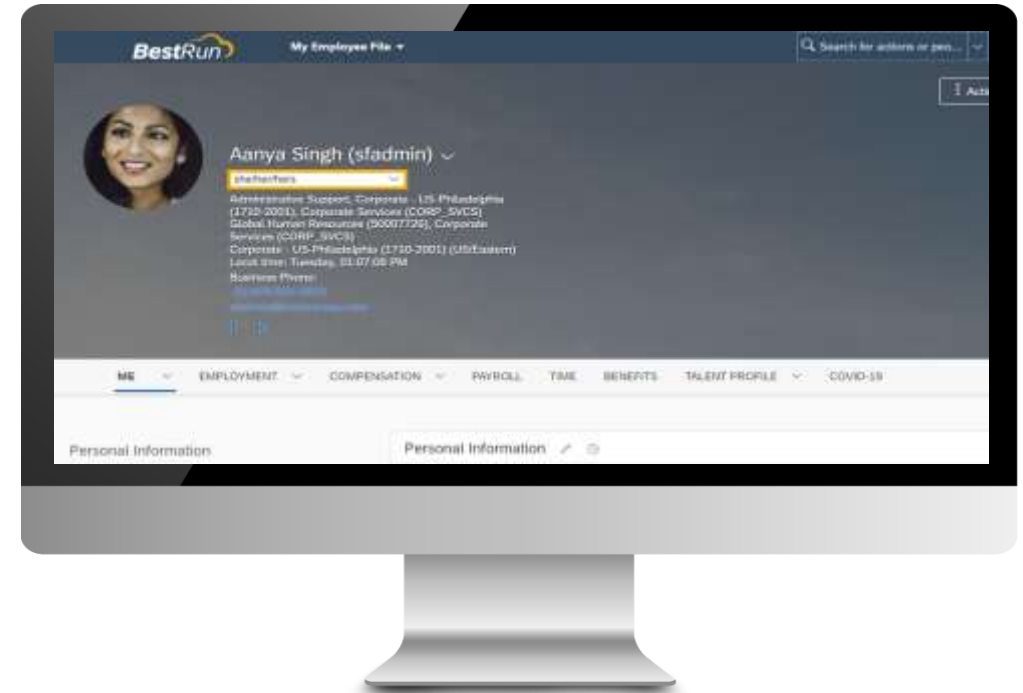 BestRun
My Employee File
Search for actions or peo...
Aanya Singh (sfadmin)
she/her/hers
Administrative Support, Corporate - US-Philadelphia
(1710-2001), Corporate Services (CORP_SVCS)
Global Human Resources (50007726), Corporate
Services (CORP_SVCS)
Corporate - US-Philadelphia (1710-2001) (US/Eastern)
Local time: Tuesday, 01:07:05 PM
Business Phone:
ME EMPLOYMENT COMPENSATION PAYROLL TIME BENEFITS TALENT PROFILE COVID-19
Personal Information
Personal Information